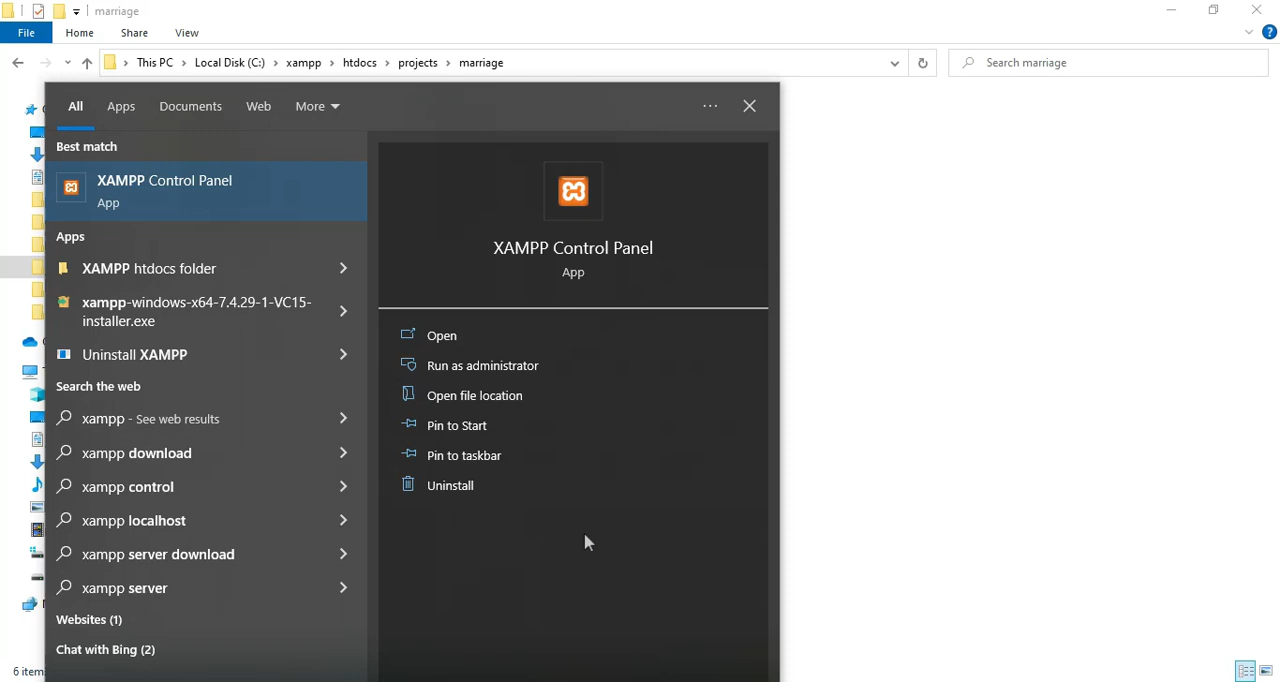 marriage
File Home Share View
This PC > Local Disk (C:) > xampp > htdocs > projects > marriage
Search marriage
All Apps Documents Web More
Best match
XAMPP Control Panel
App
Apps
XAMPP htdocs folder
xampp-windows-x64-7.4.29-1-VC15-
installer.exe
Uninstall XAMPP
Search the web
xampp - See web results
xampp download
xampp control
xampp localhost
xampp server download
xampp server
Websites (1)
Chat with Bing (2)
XAMPP Control Panel
App
Open
Run as administrator
Open file location
Pin to Start
Pin to taskbar
Uninstall
6 item